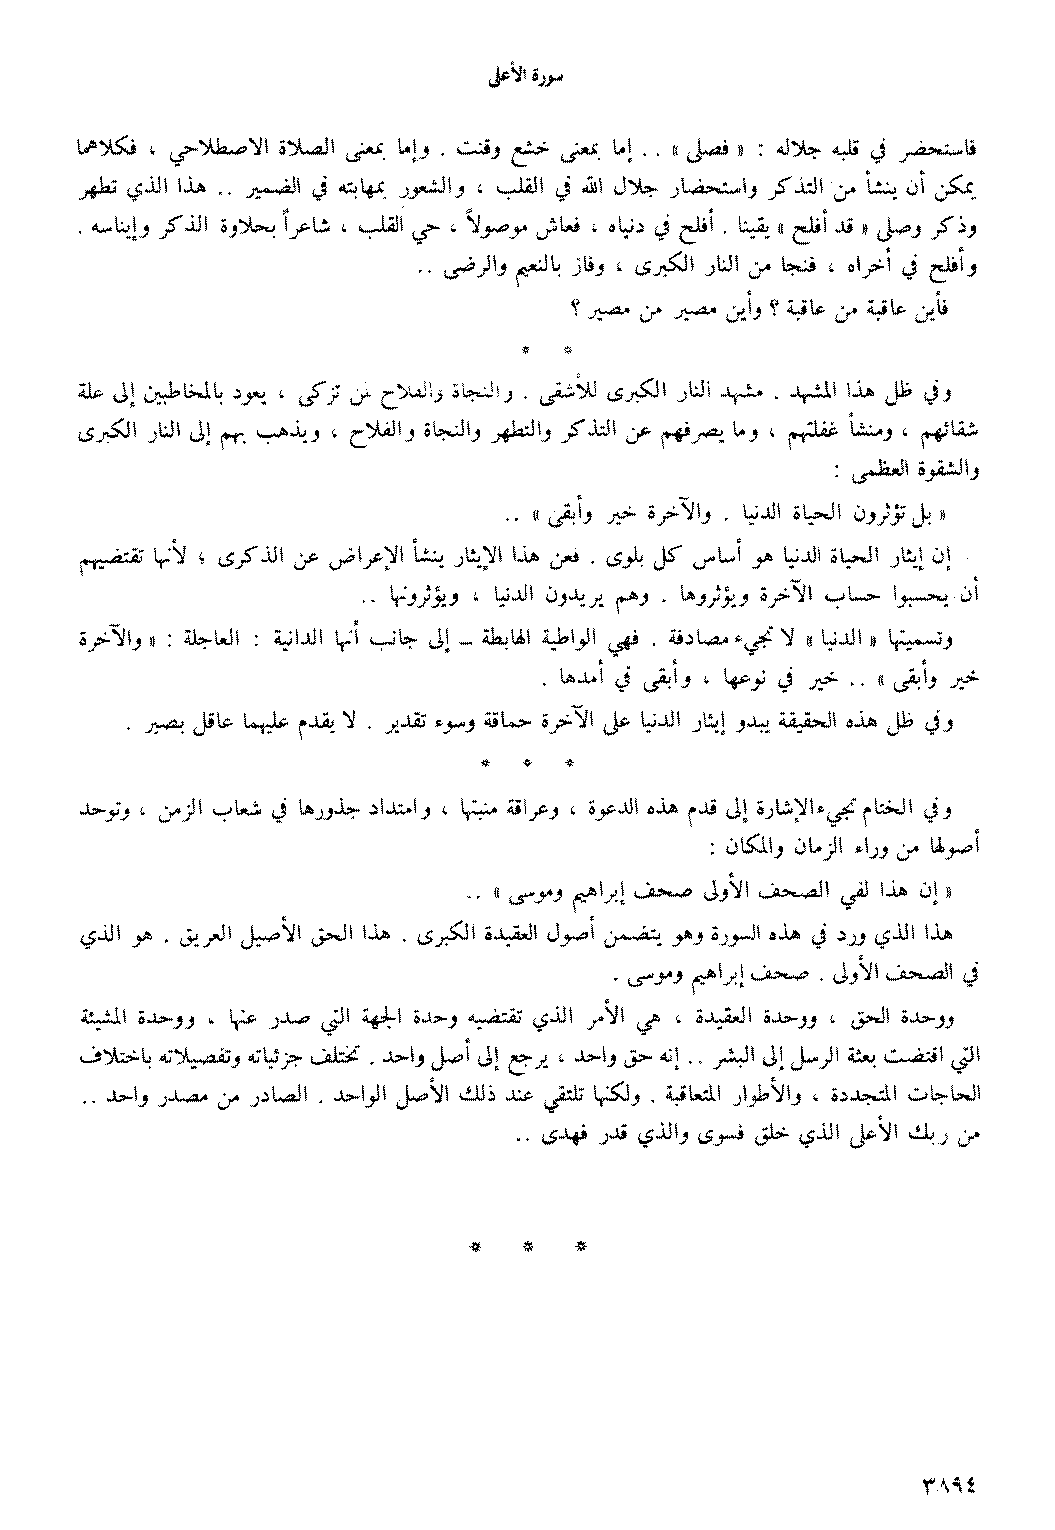 سورة الأعلى
فاستحضر في قلبه جلاله : « فصلى » .. إما بمعنى خشع وقنت . وإما بمعنى الصلاة الاصطلاحي ، فكلاهما
يمكن أن ينشأ من التذكر واستحضار جلال الله في القلب ، والشعور بمهابته في الضمير .. هذا الذي تطهر
وذكر وصلى « قد أفلح » يقينا . أفلح في دنياه ، فعاش موصولاً ، حي القلب ، شاعراً بحلاوة الذكر وإيناسه .
وأفلح في أخراه ، فنجا من النار الكبرى ، وفاز بالنعيم والرضى ..
فأين عاقبة من عاقبة ؟ وأين مصير من مصير ؟
* *
وفي ظل هذا المشهد . مشهد النار الكبرى للأشقى . والنجاة والفلاح لمن تزكى ، يعود بالمخاطبين إلى علة
شقائهم ، ومنشأ غفلتهم ، وما يصرفهم عن التذكر والتطهر والنجاة والفلاح ، ويذهب بهم إلى النار الكبرى
والشقوة العظمى :
« بل تؤثرون الحياة الدنيا . والآخرة خير وأبقى » ..
إن إيثار الحياة الدنيا هو أساس كل بلوى . فعن هذا الإيثار ينشأ الإعراض عن الذكرى ؛ لأنها تقتضيهم
أن يحسبوا حساب الآخرة ويؤثروها . وهم يريدون الدنيا ، ويؤثرونها ..
وتسميتها « الدنيا » لا تجيء مصادفة . فهي الواطية الهابطة – إلى جانب أنها الدانية : العاجلة : « والآخرة
خير وأبقى » .. خير في نوعها ، وأبقى في أمدها .
وفي ظل هذه الحقيقة يبدو إيثار الدنيا على الآخرة حماقة وسوء تقدير . لا يقدم عليهما عاقل بصير .
* * *
وفي الختام تجيء الإشارة إلى قدم هذه الدعوة ، وعراقة منبتها ، وامتداد جذورها في شعاب الزمن ، وتوحد
أصولها من وراء الزمان والمكان :
« إن هذا لفي الصحف الأولى صحف إبراهيم وموسى » ..
هذا الذي ورد في هذه السورة وهو يتضمن أصول العقيدة الكبرى . هذا الحق الأصيل العريق . هو الذي
في الصحف الأولى . صحف إبراهيم وموسى .
ووحدة الحق ، ووحدة العقيدة ، هي الأمر الذي تقتضيه وحدة الجهة التي صدر عنها ، ووحدة المشيئة
التي اقتضت بعثة الرسل إلى البشر .. إنه حق واحد ، يرجع إلى أصل واحد . تختلف جزئياته وتفصيلاته باختلاف
الحاجات المتجددة ، والأطوار المتعاقبة . ولكنها تلتقي عند ذلك الأصل الواحد . الصادر من مصدر واحد ..
من ربك الأعلى الذي خلق فسوى والذي قدر فهدى ..
* * *
٣٨٩٤